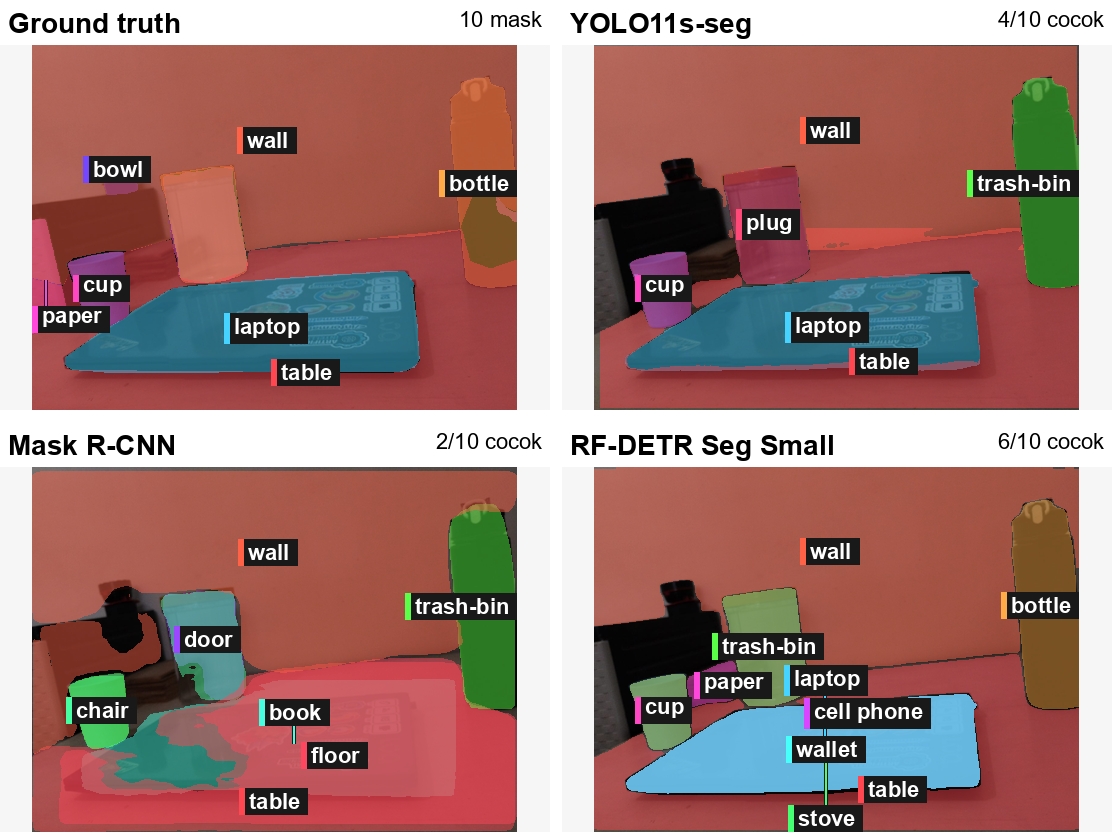 Ground truth
10 mask
wall
bowl
bottle
cup
paper
laptop
table
YOLO11s-seg
4/10 cocok
wall
trash-bin
plug
cup
laptop
table
Mask R-CNN
2/10 cocok
wall
trash-bin
door
chair
book
floor
table
RF-DETR Seg Small
6/10 cocok
wall
bottle
trash-bin
laptop
paper
cup
cell phone
wallet
table
stove